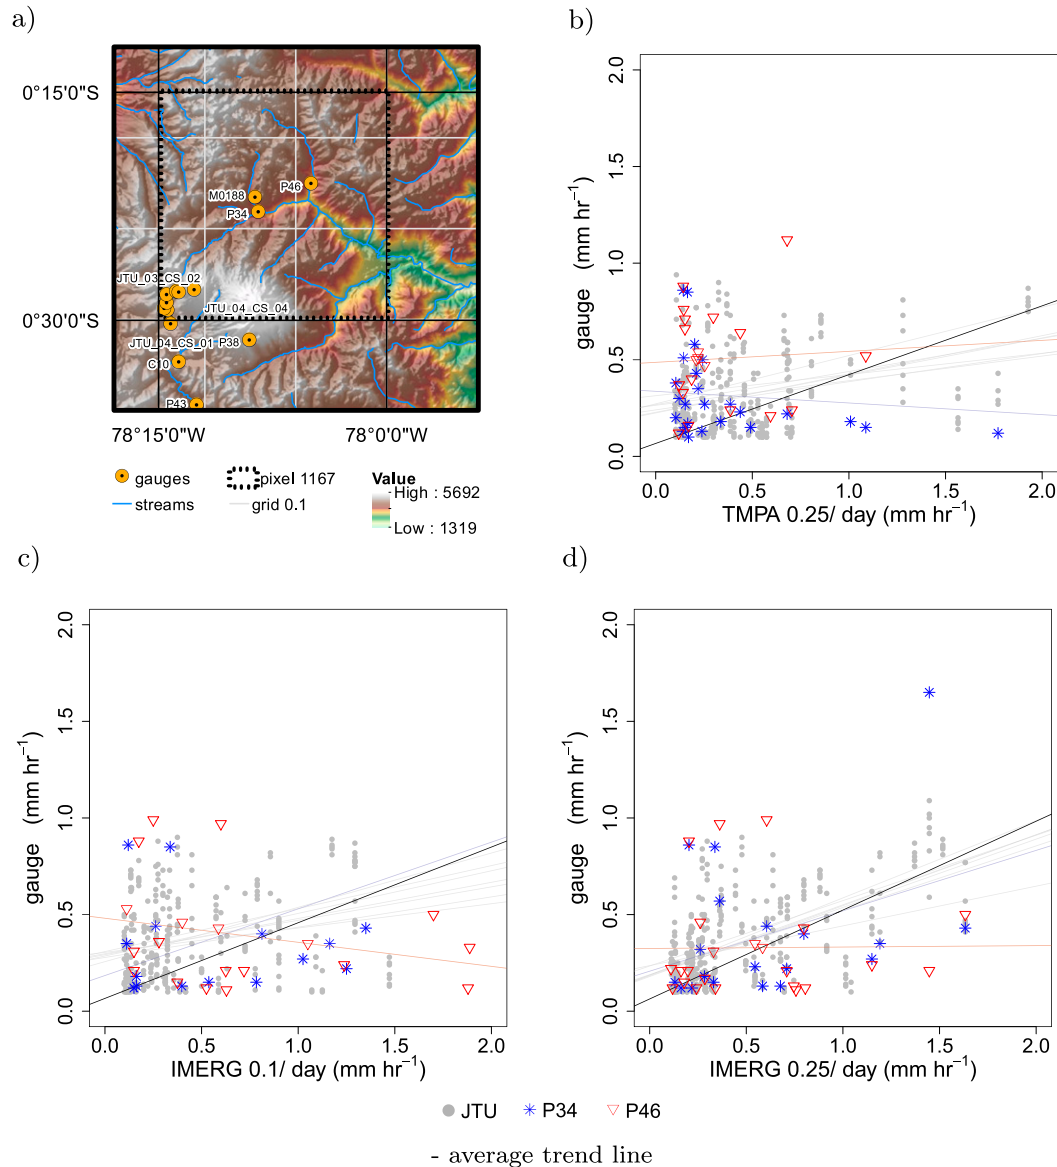 a)
0°15'0"S
0°30'0"S
78°15'0"W
78°0'0"W
P46
M0188
P34
JTU_03_CS_02
JTU_04_CS_04
JTU_04_CS_01
P38
C10
P43
gauges
streams
pixel 1167
grid 0.1
Value
High : 5692
Low : 1319
b)
gauge (mm hr⁻¹)
0.0
0.5
1.0
1.5
2.0
0.0 0.5 1.0 1.5 2.0
TMPA 0.25/ day (mm hr⁻¹)
c)
gauge (mm hr⁻¹)
0.0
0.5
1.0
1.5
2.0
0.0 0.5 1.0 1.5 2.0
IMERG 0.1/ day (mm hr⁻¹)
d)
gauge (mm hr⁻¹)
0.0
0.5
1.0
1.5
2.0
0.0 0.5 1.0 1.5 2.0
IMERG 0.25/ day (mm hr⁻¹)
JTU P34 P46
- average trend line